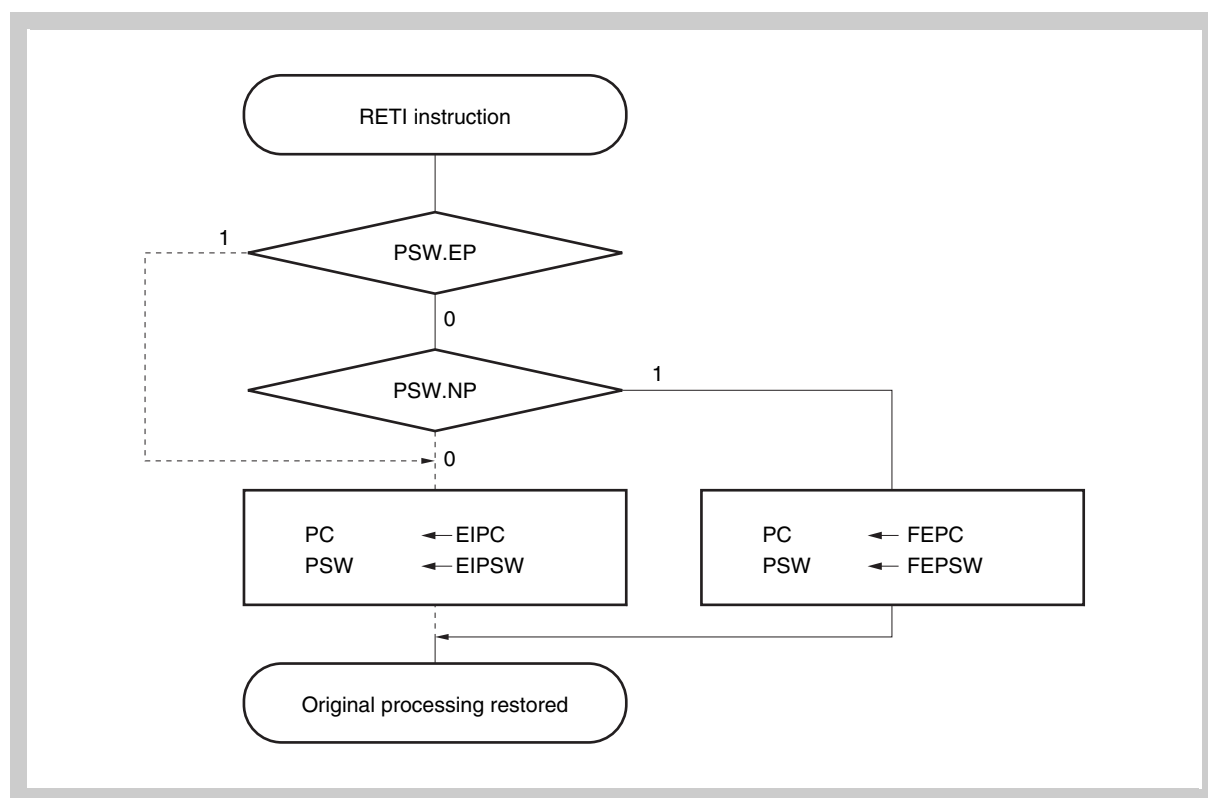 RETI instruction
1
PSW.EP
0
PSW.NP
1
0
PC ← EIPC
PSW ← EIPSW
PC ← FEPC
PSW ← FEPSW
Original processing restored